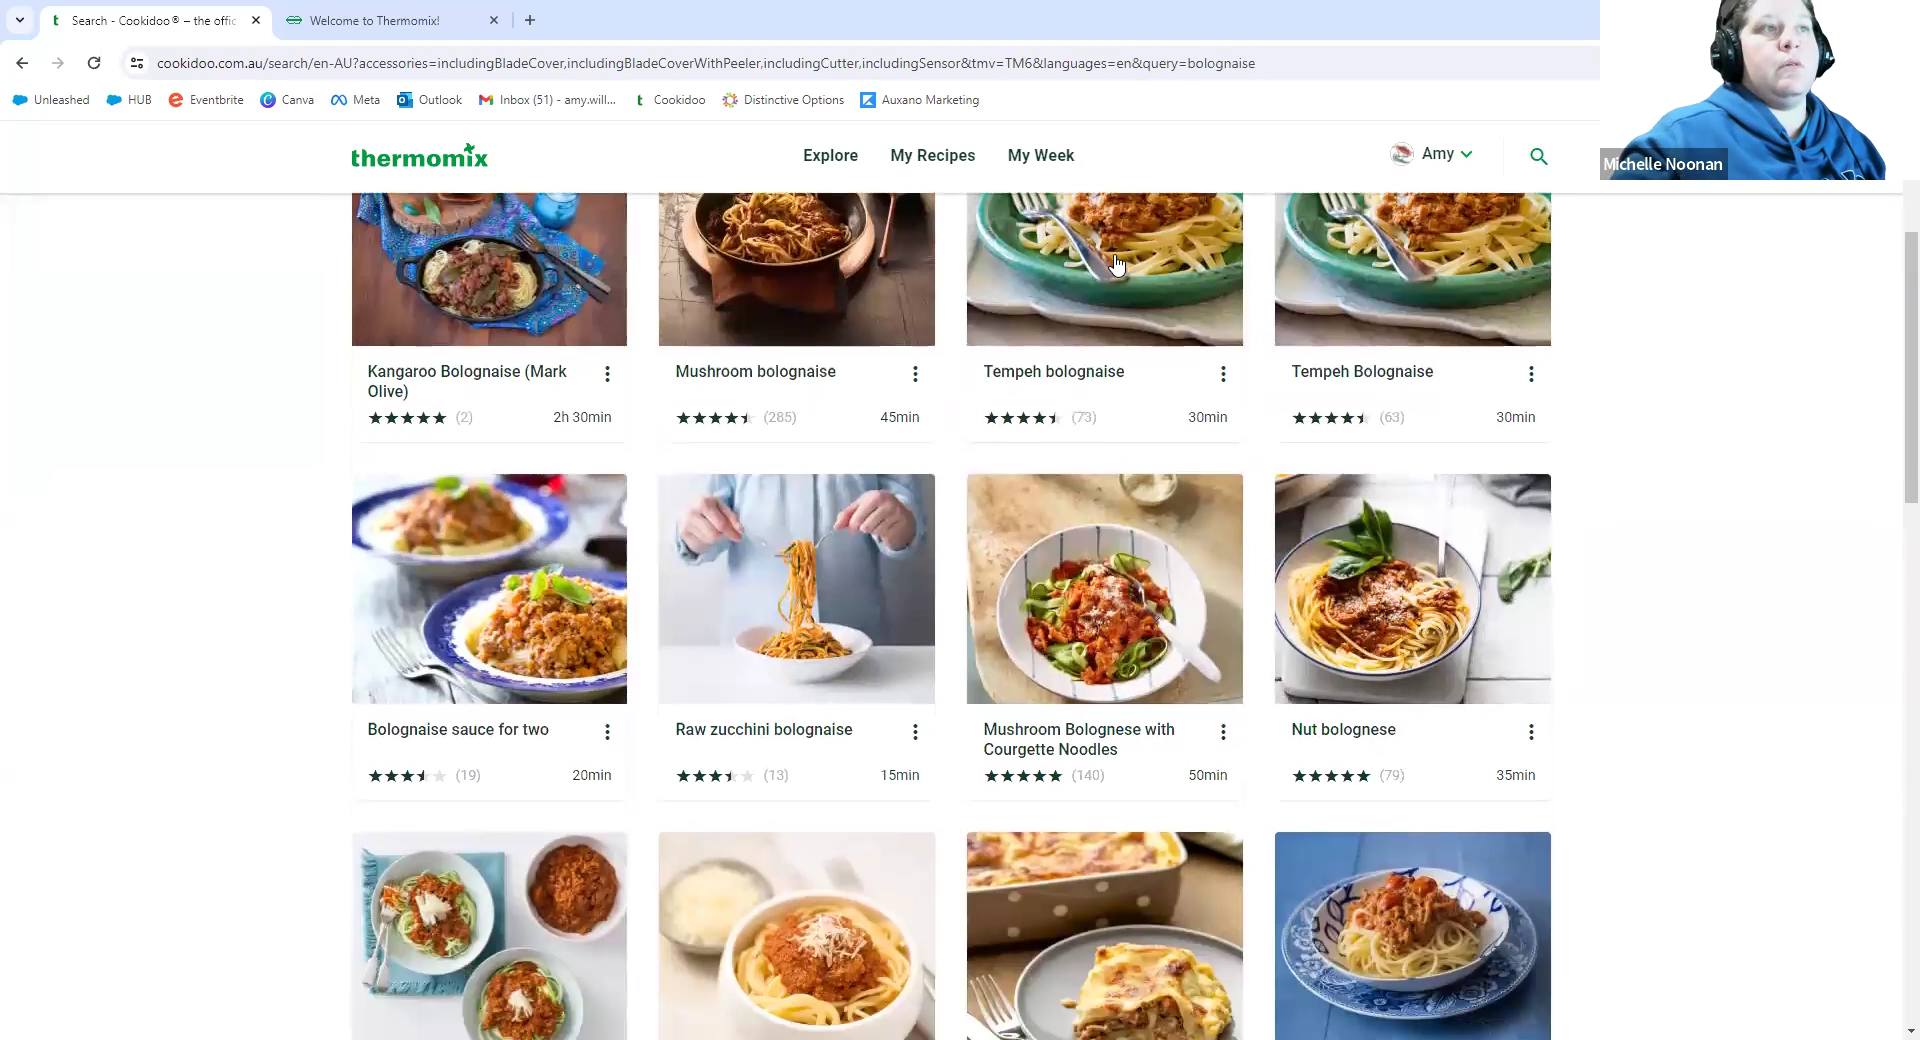 Search - Cookidoo® – the offic
Welcome to Thermomix!
cookidoo.com.au/search/en-AU?accessories=includingBladeCover,includingBladeCoverWithPeeler,includingCutter,includingSensor&tmv=TM6&languages=en&query=bolognaise
Unleashed HUB Eventbrite Canva Meta Outlook Inbox (51) - amy.will... Cookidoo Distinctive Options Auxano Marketing
thermomix Explore My Recipes My Week Amy
Michelle Noonan
Kangaroo Bolognaise (Mark
Olive)
(2) 2h 30min
Mushroom bolognaise
(285) 45min
Tempeh bolognaise
(73) 30min
Tempeh Bolognaise
(63) 30min
Bolognaise sauce for two
(19) 20min
Raw zucchini bolognaise
(13) 15min
Mushroom Bolognese with
Courgette Noodles
(140) 50min
Nut bolognese
(79) 35min